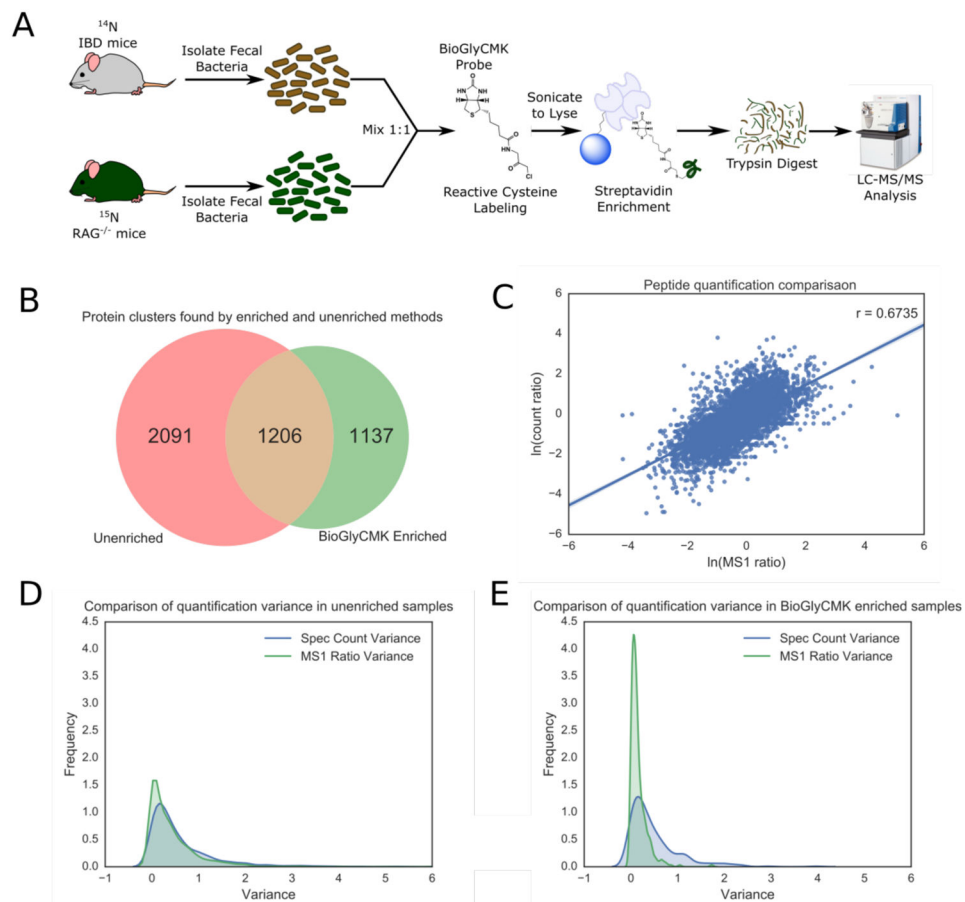 A
14N
IBD mice
Isolate Fecal
Bacteria
15N
RAG-/- mice
Isolate Fecal
Bacteria
Mix 1:1
BioGlyCMK
Probe
Reactive Cysteine
Labeling
Sonicate
to Lyse
Streptavidin
Enrichment
Trypsin Digest
LC-MS/MS
Analysis
B
Protein clusters found by enriched and unenriched methods
2091
1206
1137
Unenriched
BioGlyCMK Enriched
C
Peptide quantification comparisaon
r = 0.6735
ln(count ratio)
6
4
2
0
−2
−4
−6
−6 −4 −2 0 2 4 6
ln(MS1 ratio)
D
Comparison of quantification variance in unenriched samples
Spec Count Variance
MS1 Ratio Variance
Frequency
4.5
4.0
3.5
3.0
2.5
2.0
1.5
1.0
0.5
0.0
−1 0 1 2 3 4 5 6
Variance
E
Comparison of quantification variance in BioGlyCMK enriched samples
Spec Count Variance
MS1 Ratio Variance
Frequency
4.5
4.0
3.5
3.0
2.5
2.0
1.5
1.0
0.5
0.0
−1 0 1 2 3 4 5 6
Variance